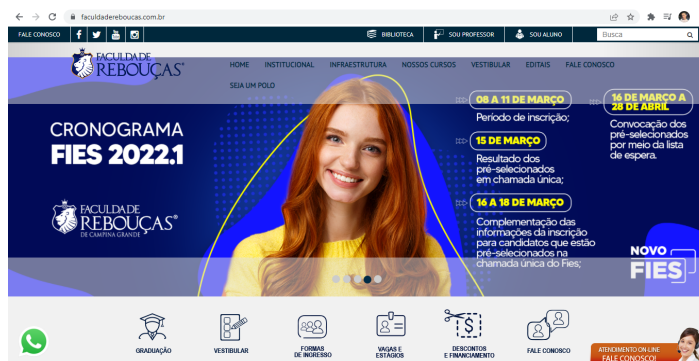 faculdadereboucas.com.br
FALE CONOSCO
BIBLIOTECA
SOU PROFESSOR
SOU ALUNO
Busca
FACULDADE
REBOUÇAS®
HOME INSTITUCIONAL INFRAESTRUTURA NOSSOS CURSOS VESTIBULAR EDITAIS FALE CONOSCO
SEJA UM POLO
CRONOGRAMA
FIES 2022.1
FACULDADE
REBOUÇAS®
DE CAMPINA GRANDE
08 A 11 DE MARÇO
Período de inscrição;
15 DE MARÇO
Resultado dos
pré-selecionados
em chamada única;
16 A 18 DE MARÇO
Complementação das
informações da inscrição
para candidatos que estão
pré-selecionados na
chamada única do Fies;
16 DE MARÇO A
28 DE ABRIL
Convocação dos
pré-selecionados
por meio da lista
de espera.
NOVO
FIES
GRADUAÇÃO
VESTIBULAR
FORMAS
DE INGRESSO
VAGAS E
ESTÁGIOS
DESCONTOS
E FINANCIAMENTO
FALE CONOSCO
ATENDIMENTO ON-LINE
FALE CONOSCO!